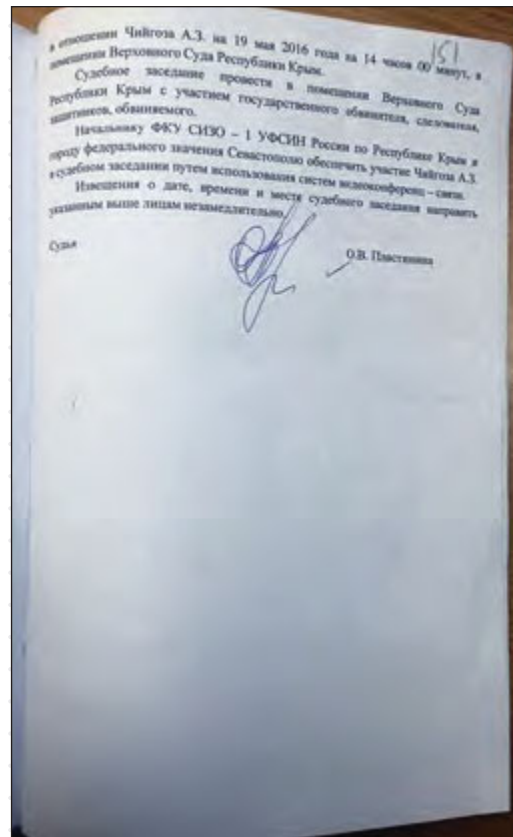 151
в отношении Чийгоза А.З. на 19 мая 2016 года на 14 часов 00 минут, в
помещении Верховного Суда Республики Крым.
Судебное заседание провести в помещении Верховного Суда
Республики Крым с участием государственного обвинителя, следователя,
защитников, обвиняемого.
Начальнику ФКУ СИЗО – 1 УФСИН России по Республике Крым и
городу федерального значения Севастополю обеспечить участие Чийгоза А.З.
в судебном заседании путем использования систем видеоконференц – связи.
Извещения о дате, времени и месте судебного заседания направить
указанным выше лицам незамедлительно.
Судья
О.В. Пластинина